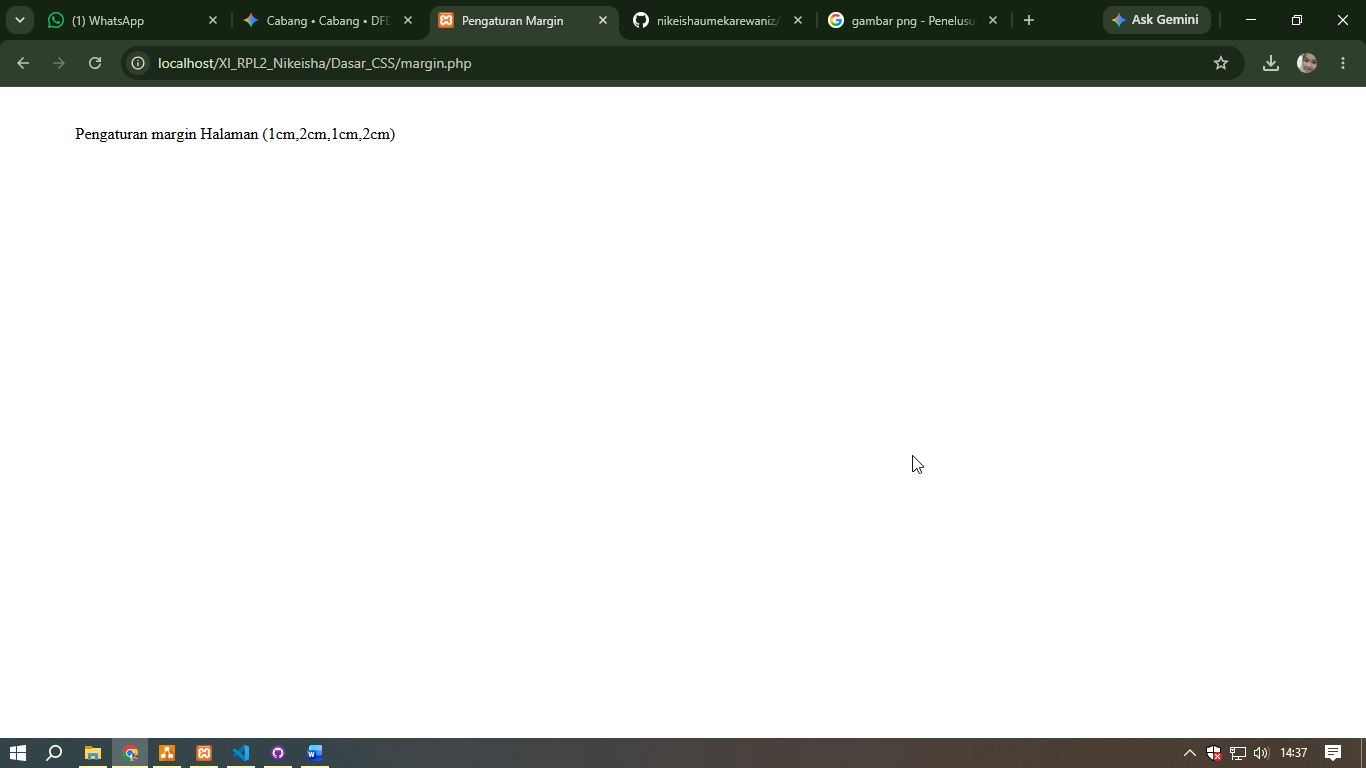 (1) WhatsApp
Cabang • Cabang • DFD
Pengaturan Margin
nikeishaumekarewaniz/
gambar png - Penelusu
Ask Gemini
localhost/XI_RPL2_Nikeisha/Dasar_CSS/margin.php
Pengaturan margin Halaman (1cm,2cm,1cm,2cm)
14:37